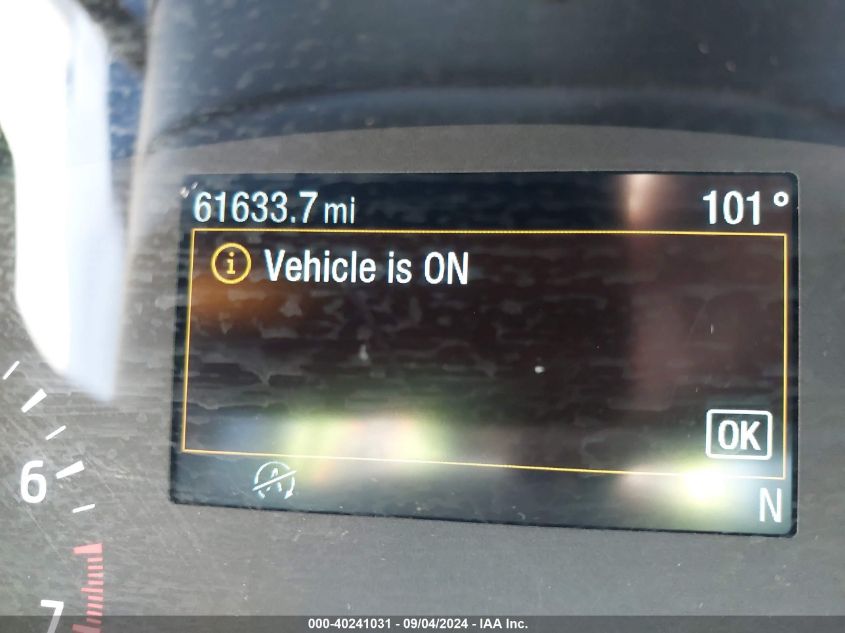 61633.7 mi 101°
i Vehicle is ON
OK
A
N
6
7
000-40241031 - 09/04/2024 - IAA Inc.